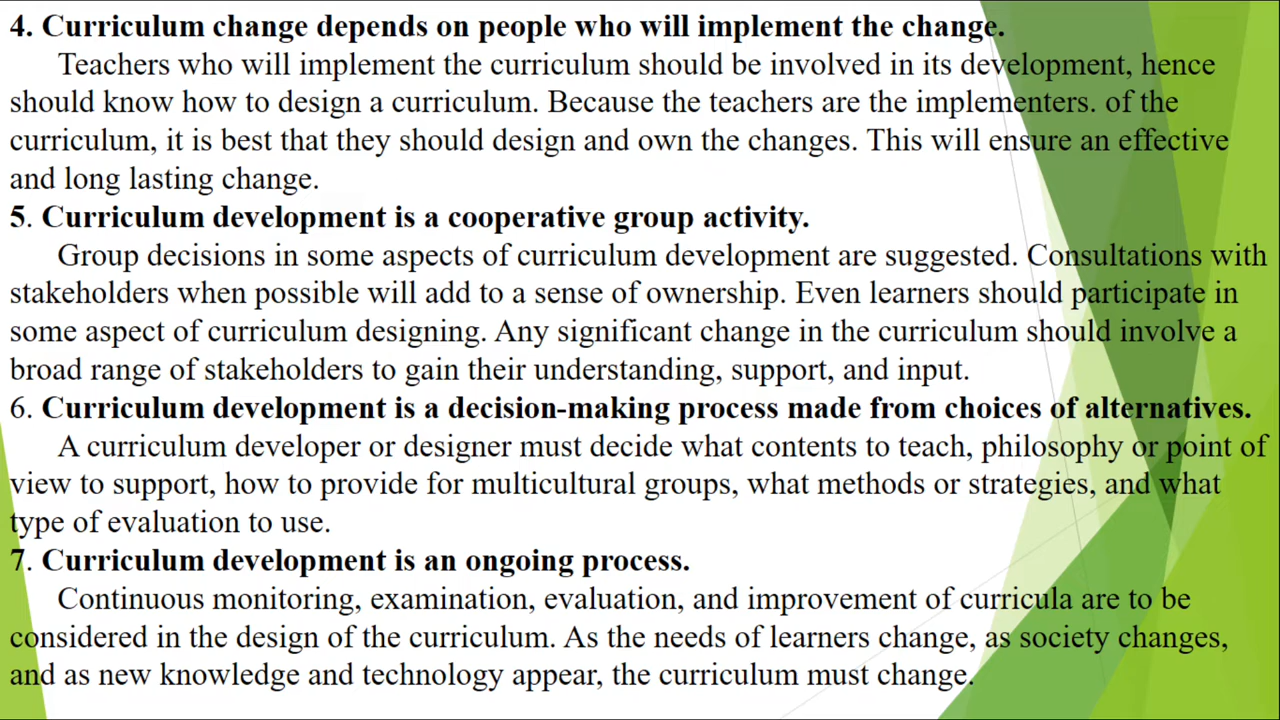 4. Curriculum change depends on people who will implement the change.
Teachers who will implement the curriculum should be involved in its development, hence
should know how to design a curriculum. Because the teachers are the implementers. of the
curriculum, it is best that they should design and own the changes. This will ensure an effective
and long lasting change.
5. Curriculum development is a cooperative group activity.
Group decisions in some aspects of curriculum development are suggested. Consultations with
stakeholders when possible will add to a sense of ownership. Even learners should participate in
some aspect of curriculum designing. Any significant change in the curriculum should involve a
broad range of stakeholders to gain their understanding, support, and input.
6. Curriculum development is a decision-making process made from choices of alternatives.
A curriculum developer or designer must decide what contents to teach, philosophy or point of
view to support, how to provide for multicultural groups, what methods or strategies, and what
type of evaluation to use.
7. Curriculum development is an ongoing process.
Continuous monitoring, examination, evaluation, and improvement of curricula are to be
considered in the design of the curriculum. As the needs of learners change, as society changes,
and as new knowledge and technology appear, the curriculum must change.